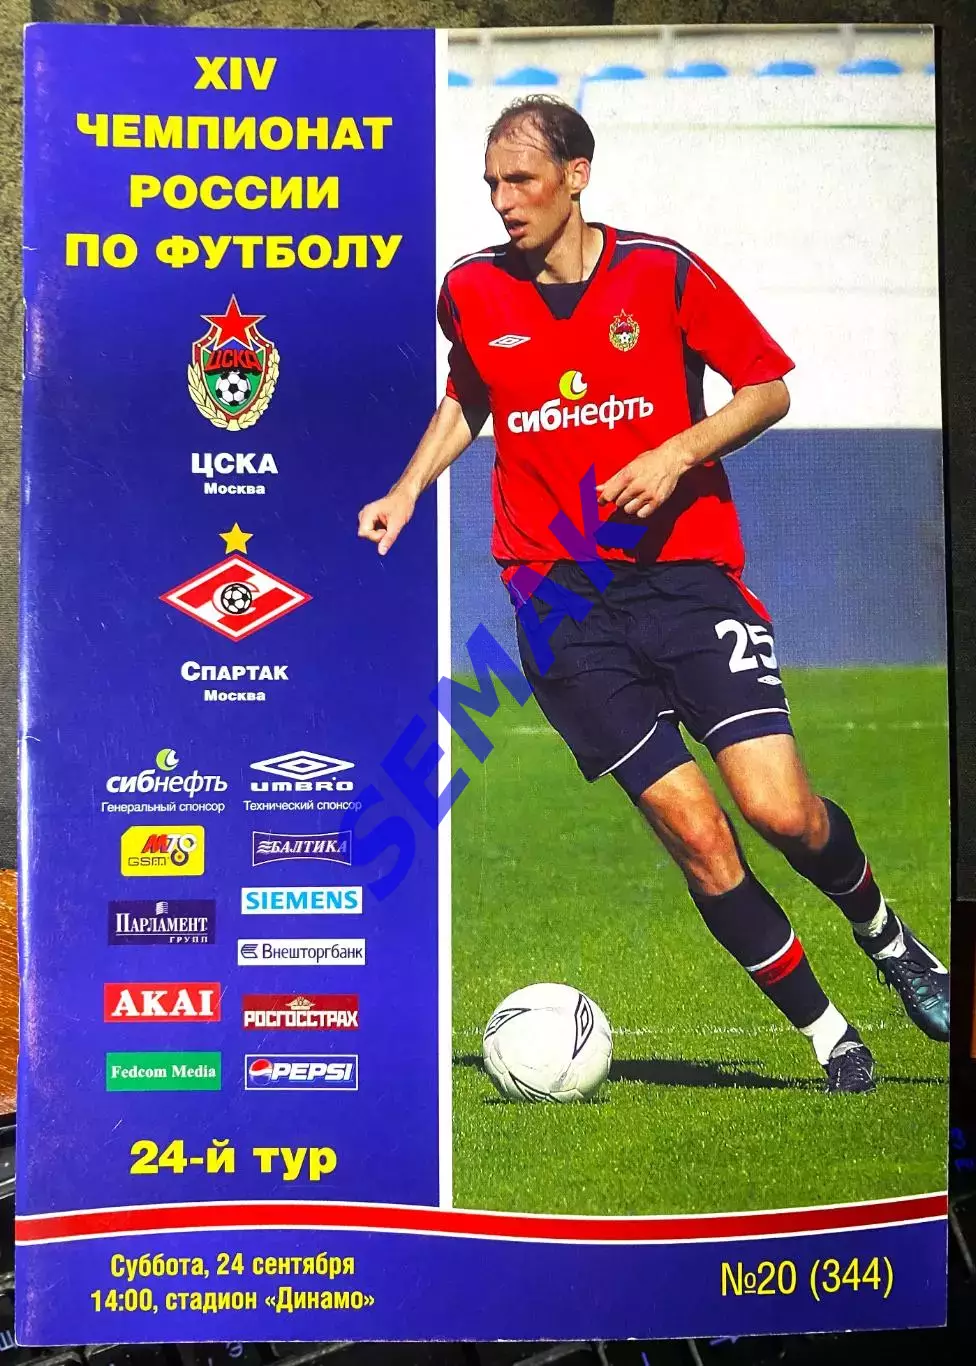 XIV
ЧЕМПИОНАТ
РОССИИ
ПО ФУТБОЛУ
ЦСКА
ЦСКА
Москва
СПАРТАК
Москва
сибнефть
Генеральный спонсор
UMBRO
Технический спонсор
GSM
БАЛТИКА
SIEMENS
ПАРЛАМЕНТ
ГРУПП
Внешторгбанк
AKAI
РОСГОССТРАХ
Fedcom Media
PEPSI
24-й тур
Суббота, 24 сентября
14:00, стадион «Динамо»
№20 (344)
сибнефть
25
SEMAK